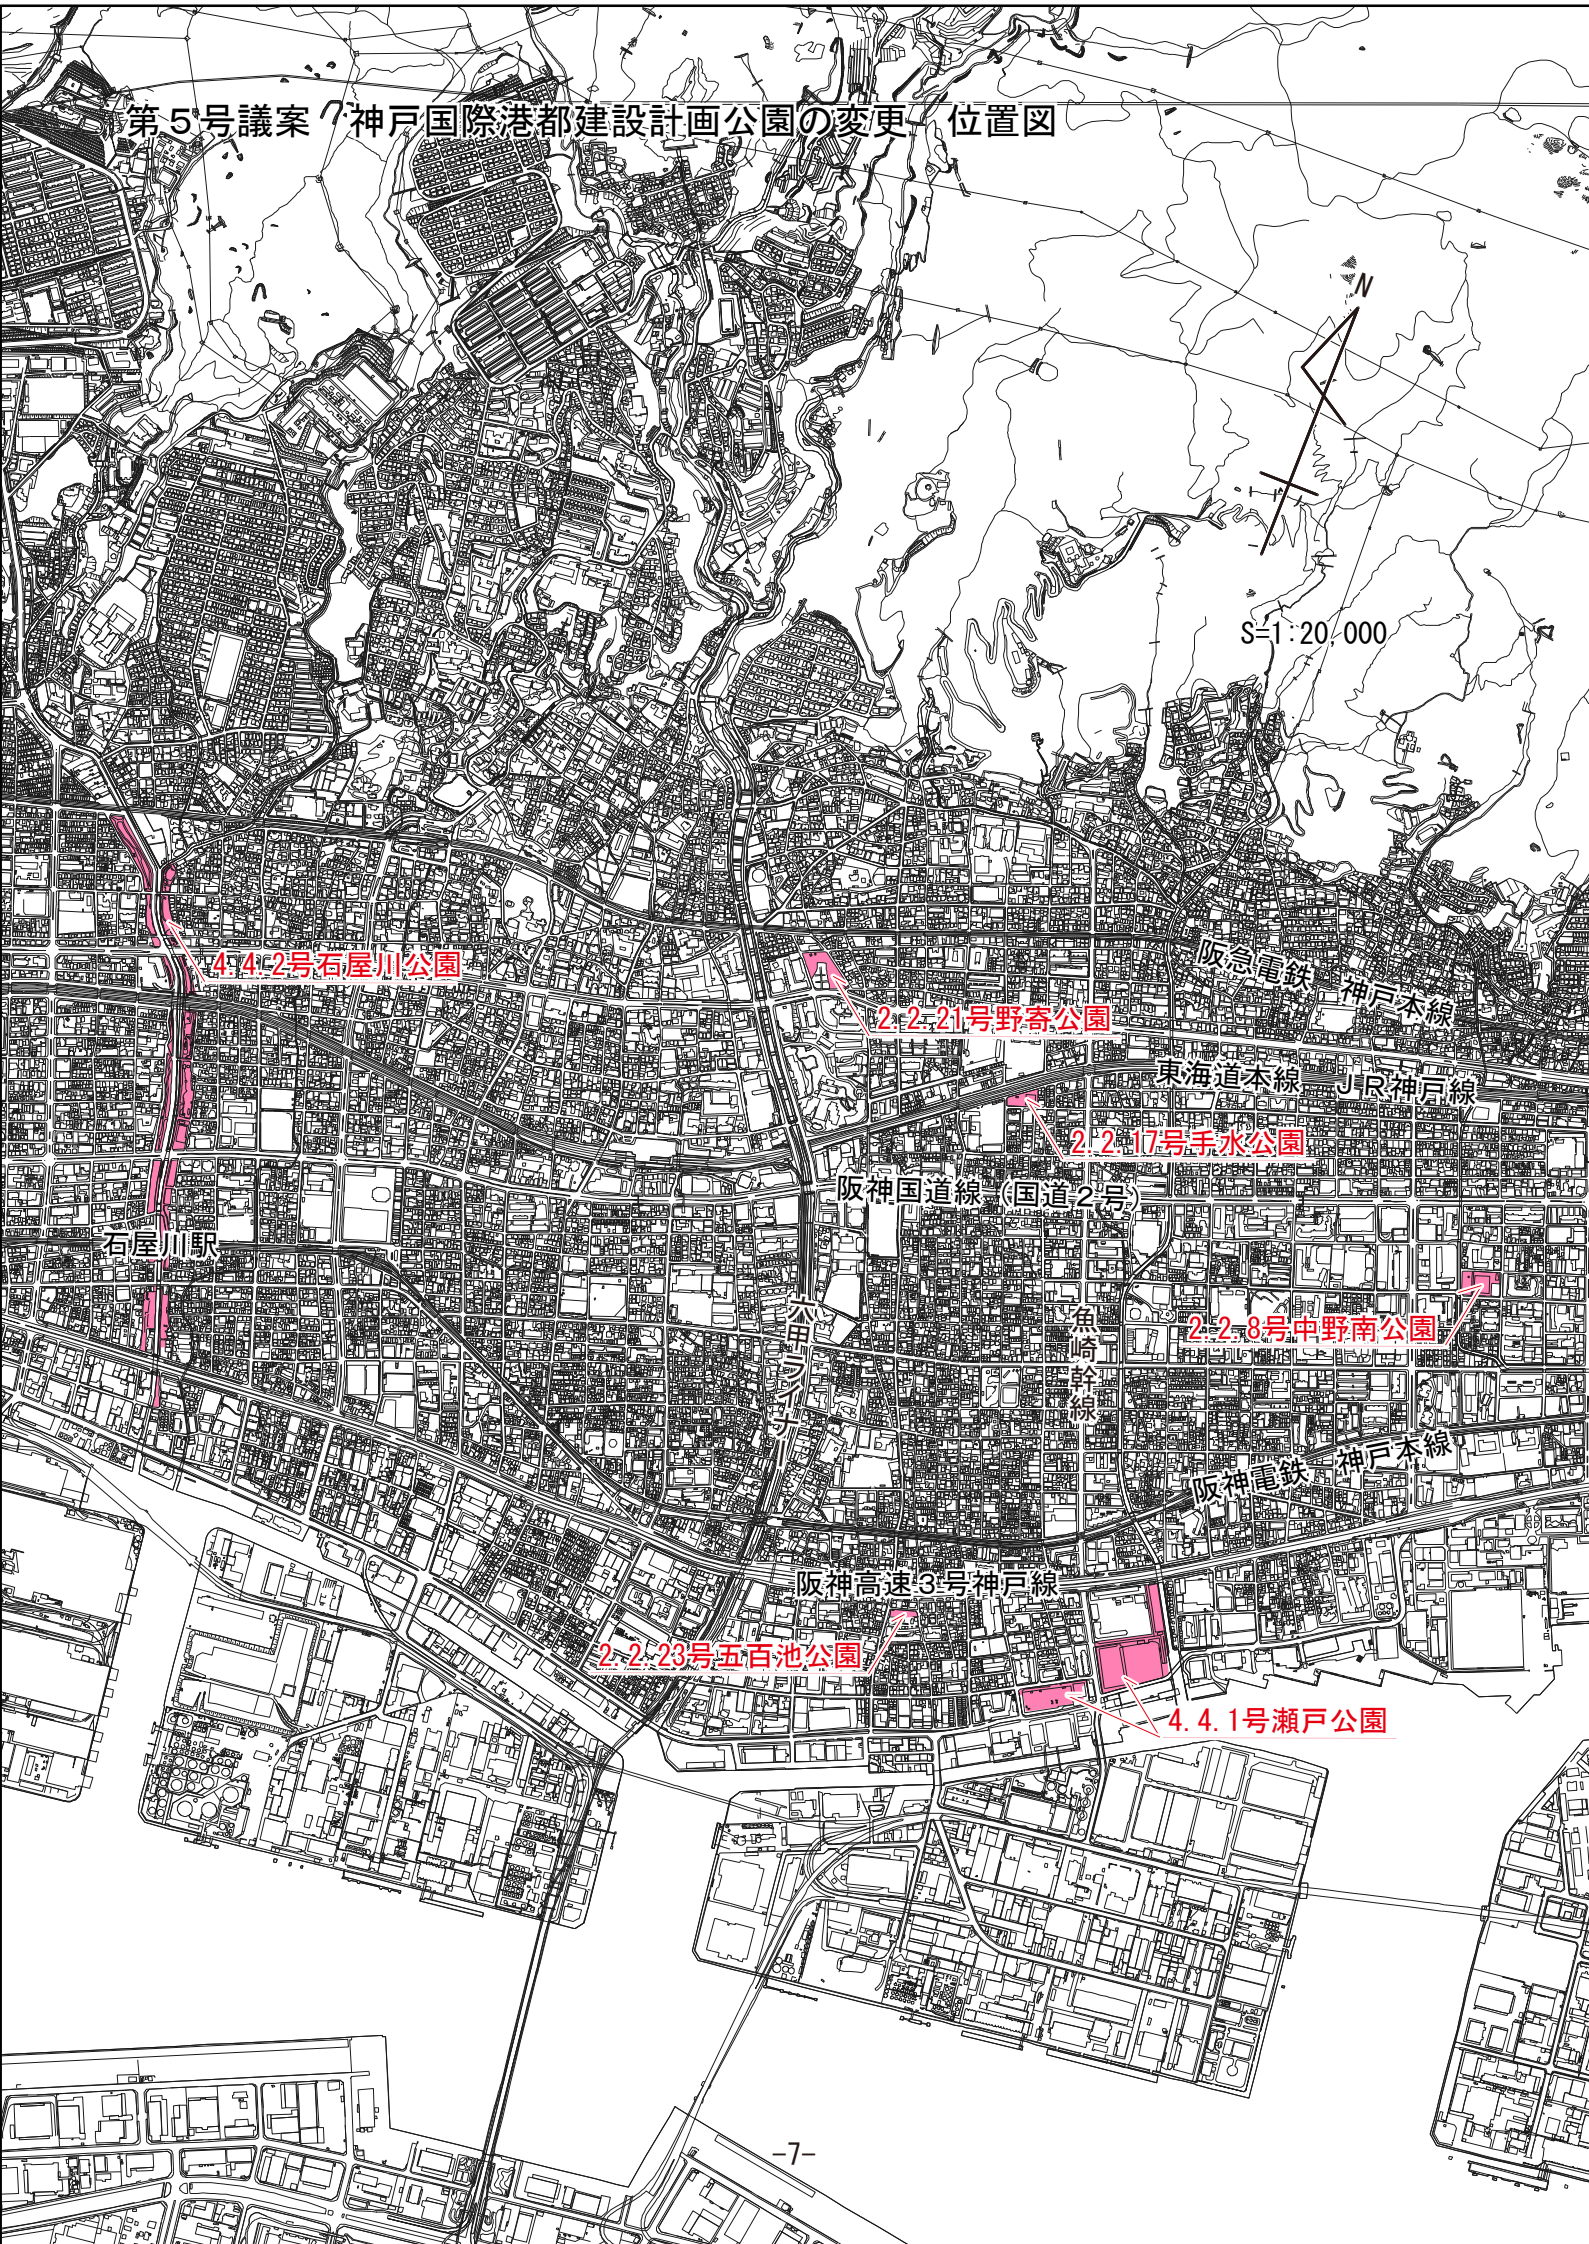 第５号議案　神戸国際港都建設計画公園の変更　位置図
N
S=1:20,000
4.4.2号石屋川公園
阪急電鉄　神戸本線
2.2.21号野寄公園
東海道本線　ＪＲ神戸線
2.2.17号手水公園
阪神国道線（国道２号）
石屋川駅
六甲ライナー
魚崎幹線
2.2.8号中野南公園
阪神電鉄　神戸本線
阪神高速３号神戸線
2.2.23号五百池公園
4.4.1号瀬戸公園
-7-